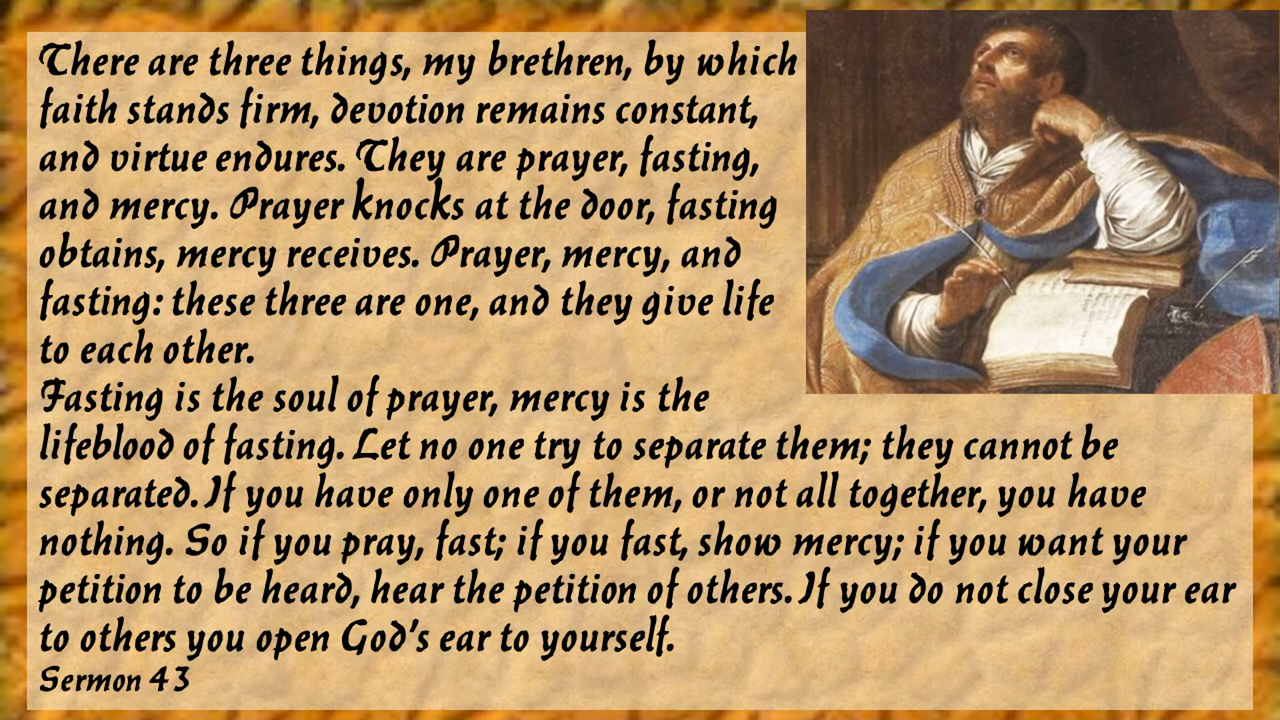 There are three things, my brethren, by which
faith stands firm, devotion remains constant,
and virtue endures. They are prayer, fasting,
and mercy. Prayer knocks at the door, fasting
obtains, mercy receives. Prayer, mercy, and
fasting: these three are one, and they give life
to each other.
Fasting is the soul of prayer, mercy is the
lifeblood of fasting. Let no one try to separate them; they cannot be
separated. If you have only one of them, or not all together, you have
nothing. So if you pray, fast; if you fast, show mercy; if you want your
petition to be heard, hear the petition of others. If you do not close your ear
to others you open God's ear to yourself.
Sermon 43